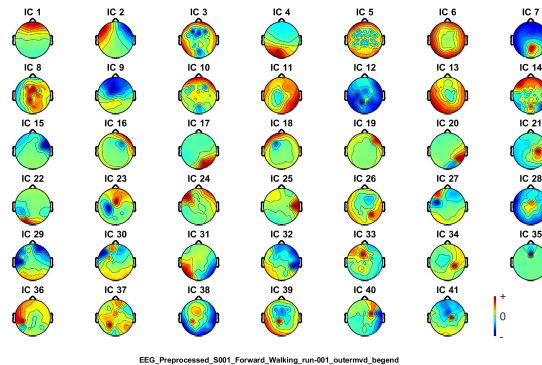 IC 1 IC 2 IC 3 IC 4 IC 5 IC 6 IC 7
IC 8 IC 9 IC 10 IC 11 IC 12 IC 13 IC 14
IC 15 IC 16 IC 17 IC 18 IC 19 IC 20 IC 21
IC 22 IC 23 IC 24 IC 25 IC 26 IC 27 IC 28
IC 29 IC 30 IC 31 IC 32 IC 33 IC 34 IC 35
IC 36 IC 37 IC 38 IC 39 IC 40 IC 41
+
0
-
EEG_Preprocessed_S001_Forward_Walking_run-001_outermvd_begend